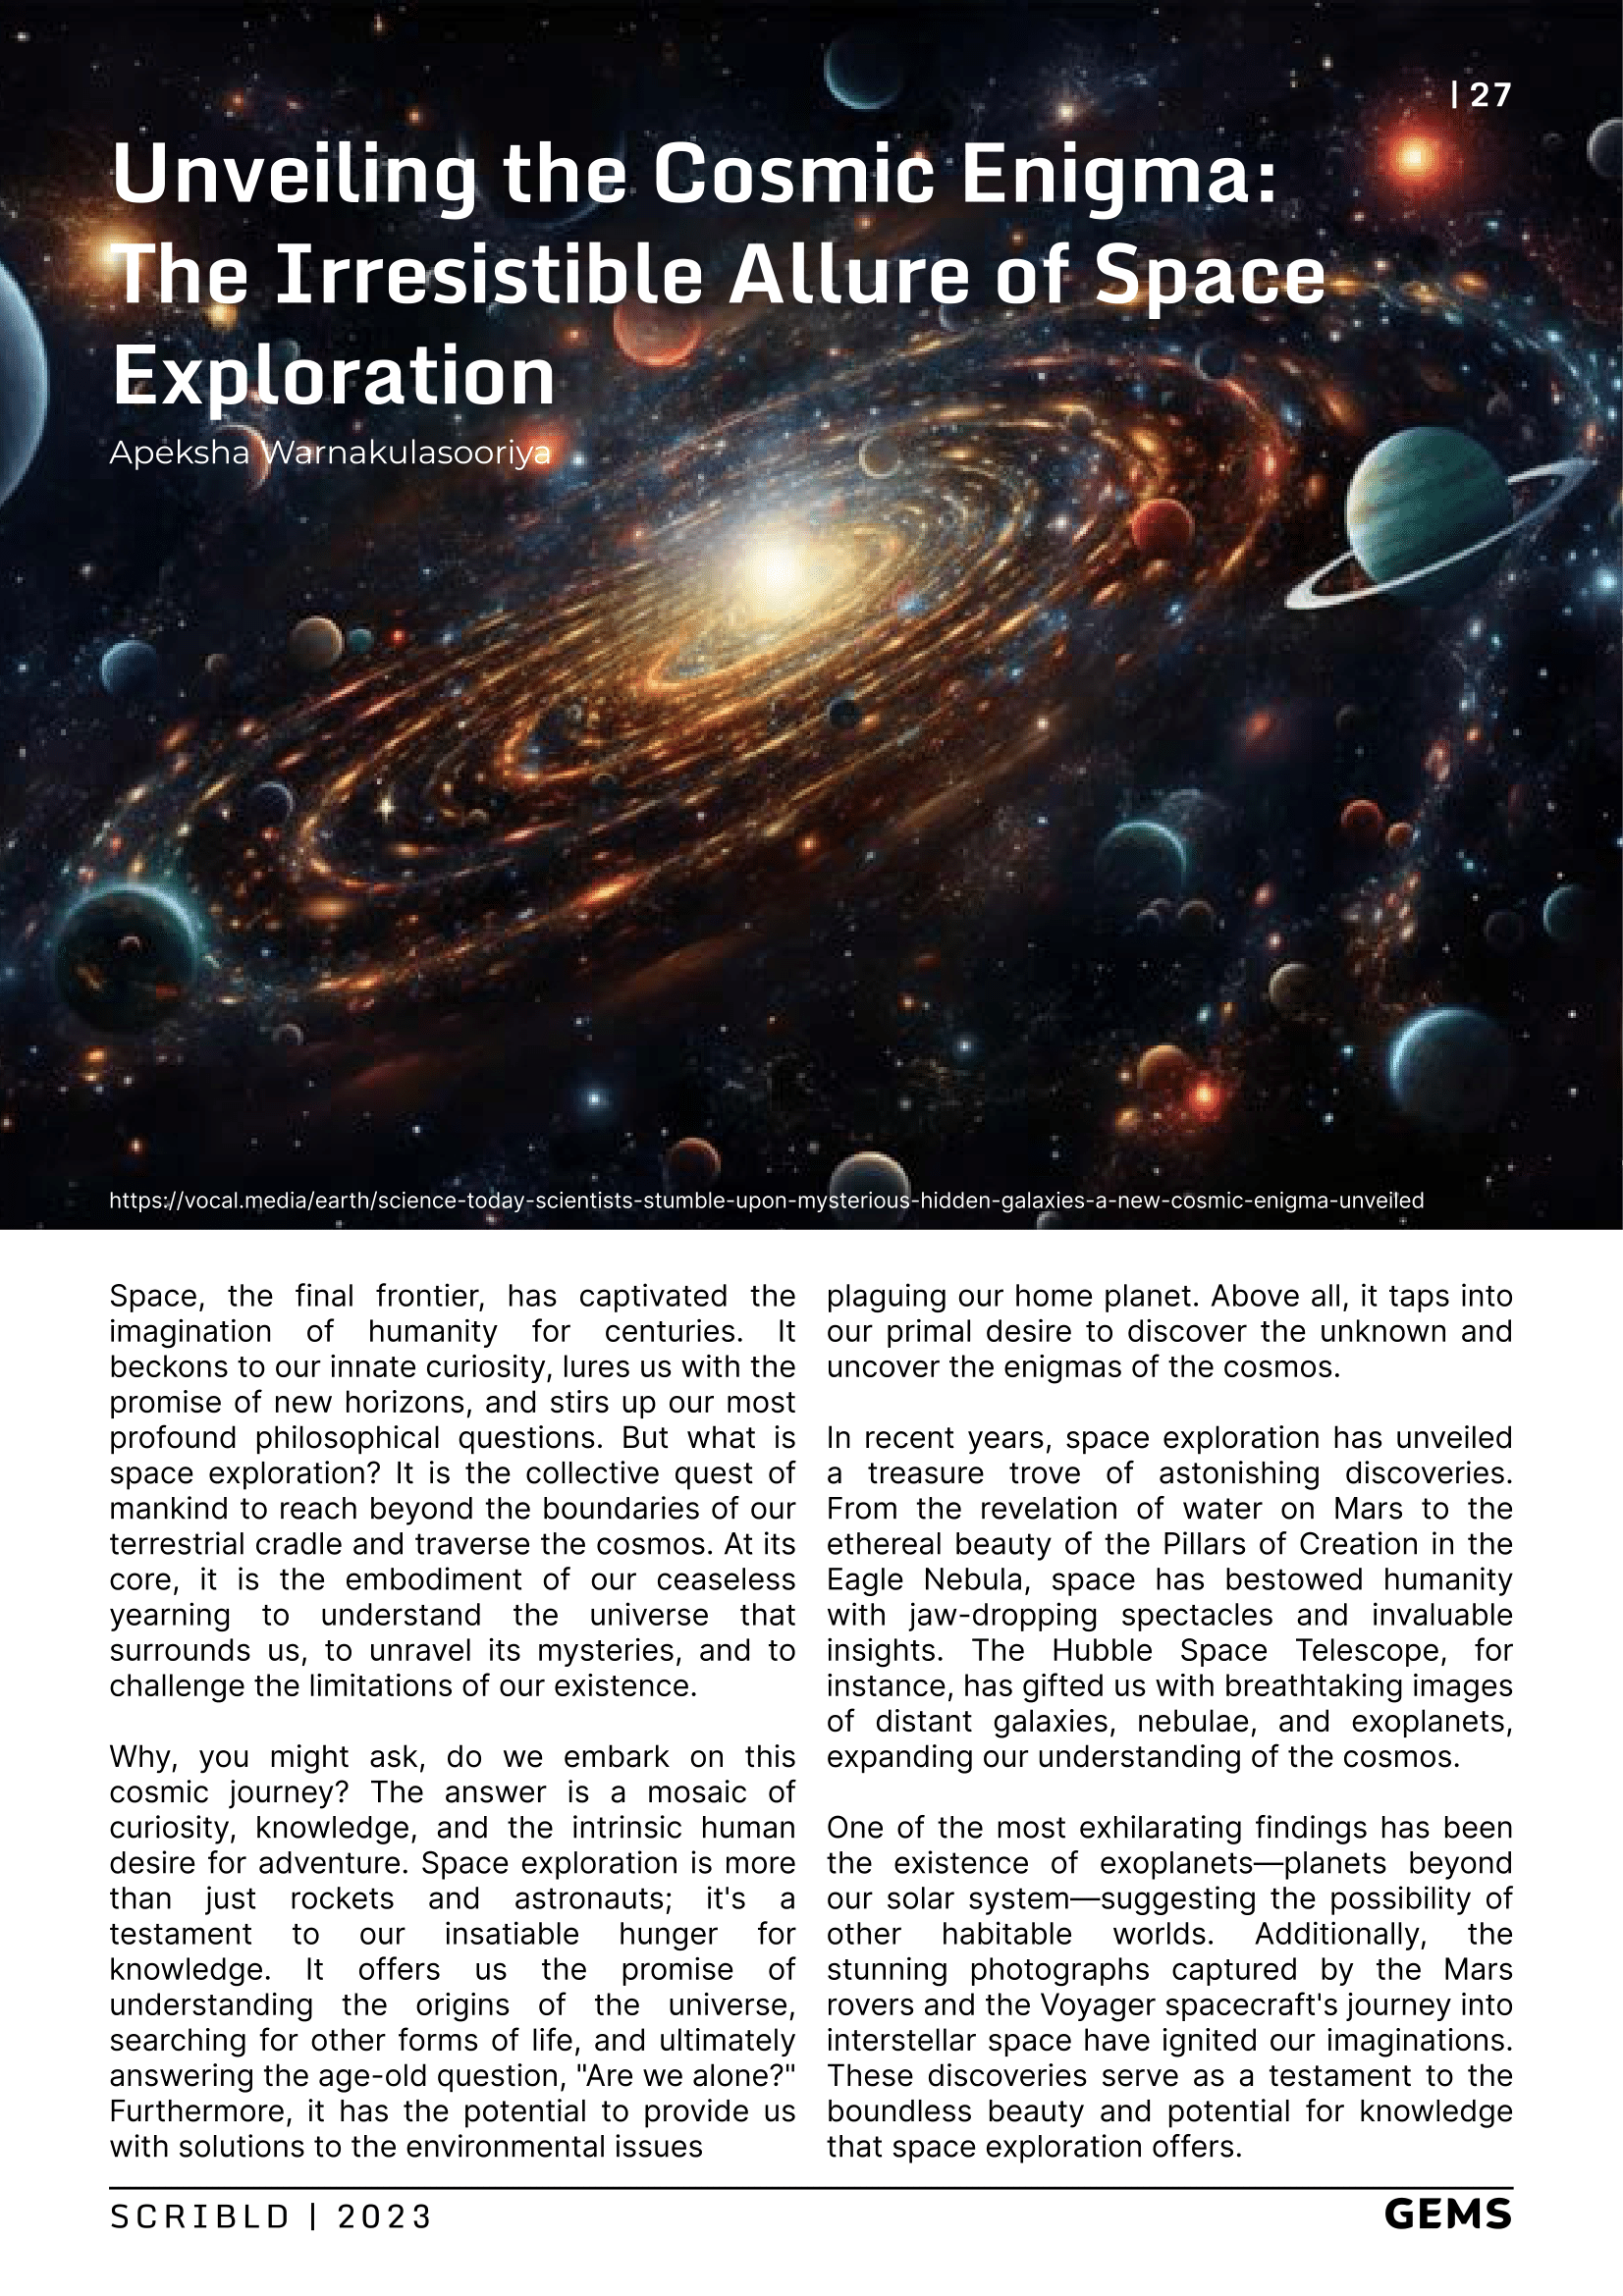 | 27
Unveiling the Cosmic Enigma:
The Irresistible Allure of Space
Exploration
Apeksha Warnakulasooriya
https://vocal.media/earth/science-today-scientists-stumble-upon-mysterious-hidden-galaxies-a-new-cosmic-enigma-unveiled
Space, the final frontier, has captivated the
imagination of humanity for centuries. It
beckons to our innate curiosity, lures us with the
promise of new horizons, and stirs up our most
profound philosophical questions. But what is
space exploration? It is the collective quest of
mankind to reach beyond the boundaries of our
terrestrial cradle and traverse the cosmos. At its
core, it is the embodiment of our ceaseless
yearning to understand the universe that
surrounds us, to unravel its mysteries, and to
challenge the limitations of our existence.
Why, you might ask, do we embark on this
cosmic journey? The answer is a mosaic of
curiosity, knowledge, and the intrinsic human
desire for adventure. Space exploration is more
than just rockets and astronauts; it's a
testament to our insatiable hunger for
knowledge. It offers us the promise of
understanding the origins of the universe,
searching for other forms of life, and ultimately
answering the age-old question, "Are we alone?"
Furthermore, it has the potential to provide us
with solutions to the environmental issues
plaguing our home planet. Above all, it taps into
our primal desire to discover the unknown and
uncover the enigmas of the cosmos.
In recent years, space exploration has unveiled
a treasure trove of astonishing discoveries.
From the revelation of water on Mars to the
ethereal beauty of the Pillars of Creation in the
Eagle Nebula, space has bestowed humanity
with jaw-dropping spectacles and invaluable
insights. The Hubble Space Telescope, for
instance, has gifted us with breathtaking images
of distant galaxies, nebulae, and exoplanets,
expanding our understanding of the cosmos.
One of the most exhilarating findings has been
the existence of exoplanets—planets beyond
our solar system—suggesting the possibility of
other habitable worlds. Additionally, the
stunning photographs captured by the Mars
rovers and the Voyager spacecraft's journey into
interstellar space have ignited our imaginations.
These discoveries serve as a testament to the
boundless beauty and potential for knowledge
that space exploration offers.
SCRIBLD | 2023
GEMS